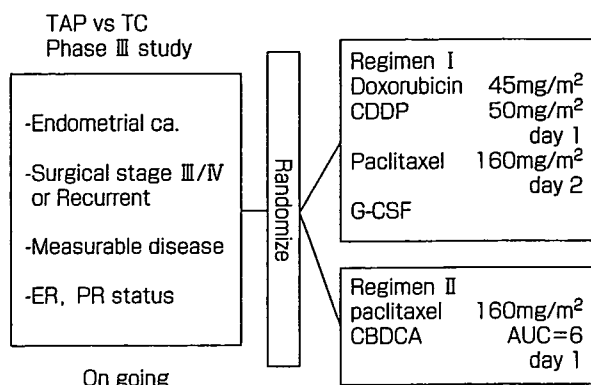 TAP vs TC
Phase Ⅲ study
-Endometrial ca.
-Surgical stage Ⅲ/Ⅳ
or Recurrent
-Measurable disease
-ER, PR status
On going
Randomize
Regimen Ⅰ
Doxorubicin 45mg/m²
CDDP 50mg/m²
day 1
Paclitaxel 160mg/m²
day 2
G-CSF
Regimen Ⅱ
paclitaxel 160mg/m²
CBDCA AUC=6
day 1